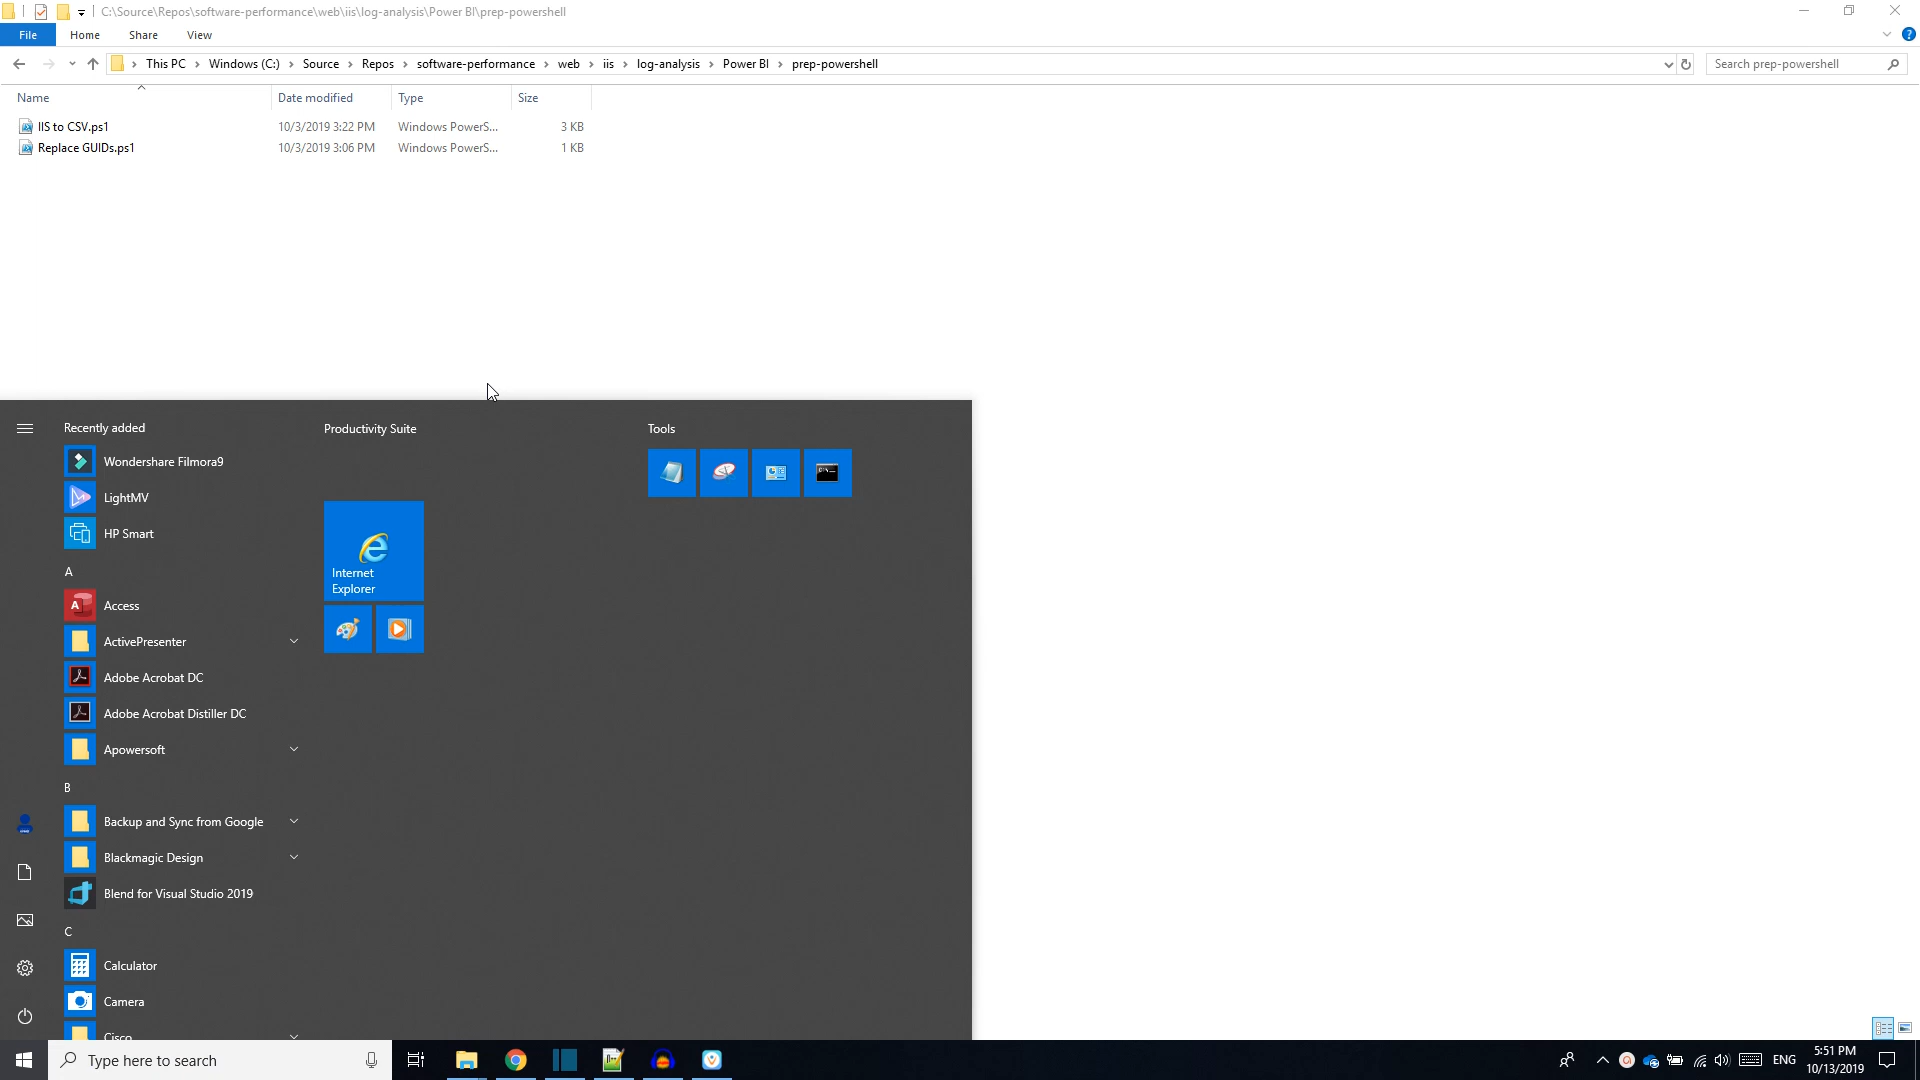 C:\Source\Repos\software-performance\web\iis\log-analysis\Power BI\prep-powershell
File Home Share View
This PC Windows (C:) Source Repos software-performance web iis log-analysis Power BI prep-powershell Search prep-powershell
Name Date modified Type Size
IIS to CSV.ps1 10/3/2019 3:22 PM Windows PowerS... 3 KB
Replace GUIDs.ps1 10/3/2019 3:06 PM Windows PowerS... 1 KB
Recently added
Wondershare Filmora9
LightMV
HP Smart
A
Access
ActivePresenter
Adobe Acrobat DC
Adobe Acrobat Distiller DC
Apowersoft
B
Backup and Sync from Google
Blackmagic Design
Blend for Visual Studio 2019
C
Calculator
Camera
Cisco
Productivity Suite
Internet
Explorer
Tools
Type here to search
ENG
5:51 PM
10/13/2019